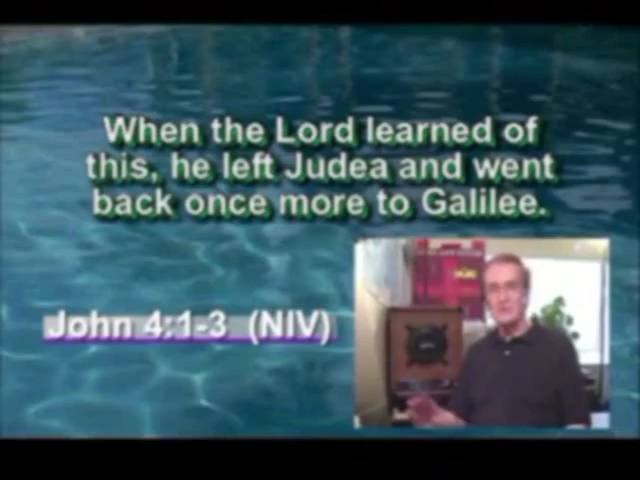 When the Lord learned of
this, he left Judea and went
back once more to Galilee.
John 4:1-3 (NIV)